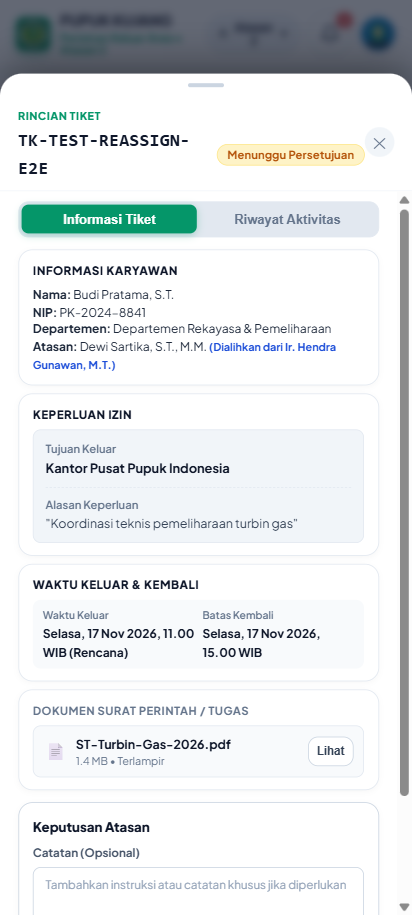 PUPUK KUJANG
RINCIAN TIKET
TK-TEST-REASSIGN-
E2E
Menunggu Persetujuan
Informasi Tiket
Riwayat Aktivitas
INFORMASI KARYAWAN
Nama: Budi Pratama, S.T.
NIP: PK-2024-8841
Departemen: Departemen Rekayasa & Pemeliharaan
Atasan: Dewi Sartika, S.T., M.M. (Dialihkan dari Ir. Hendra
Gunawan, M.T.)
KEPERLUAN IZIN
Tujuan Keluar
Kantor Pusat Pupuk Indonesia
Alasan Keperluan
"Koordinasi teknis pemeliharaan turbin gas"
WAKTU KELUAR & KEMBALI
Waktu Keluar
Selasa, 17 Nov 2026, 11.00
WIB (Rencana)
Batas Kembali
Selasa, 17 Nov 2026,
15.00 WIB
DOKUMEN SURAT PERINTAH / TUGAS
ST-Turbin-Gas-2026.pdf
1.4 MB • Terlampir
Lihat
Keputusan Atasan
Catatan (Opsional)
Tambahkan instruksi atau catatan khusus jika diperlukan